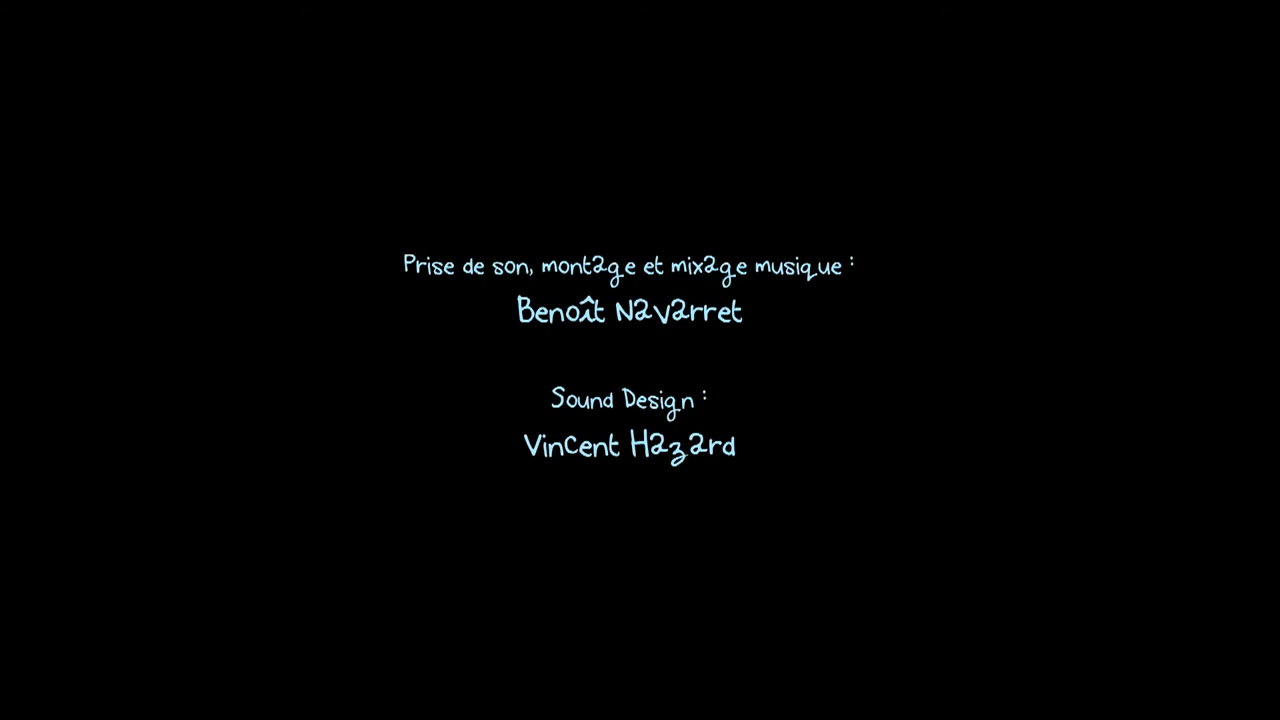 Prise de son, montage et mixage musique :
Benoît Navarret
Sound Design :
Vincent Hazard